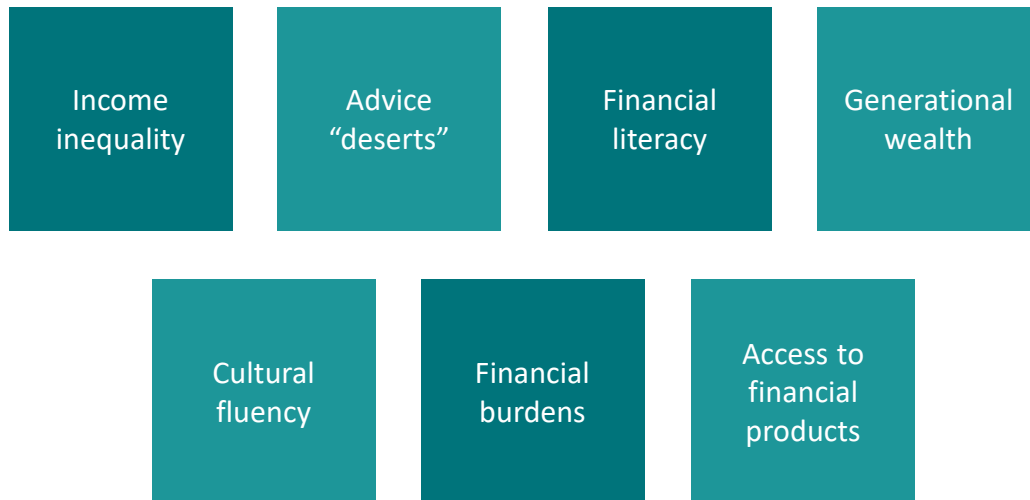 Income
inequality
Advice
“deserts”
Financial
literacy
Generational
wealth
Cultural
fluency
Financial
burdens
Access to
financial
products